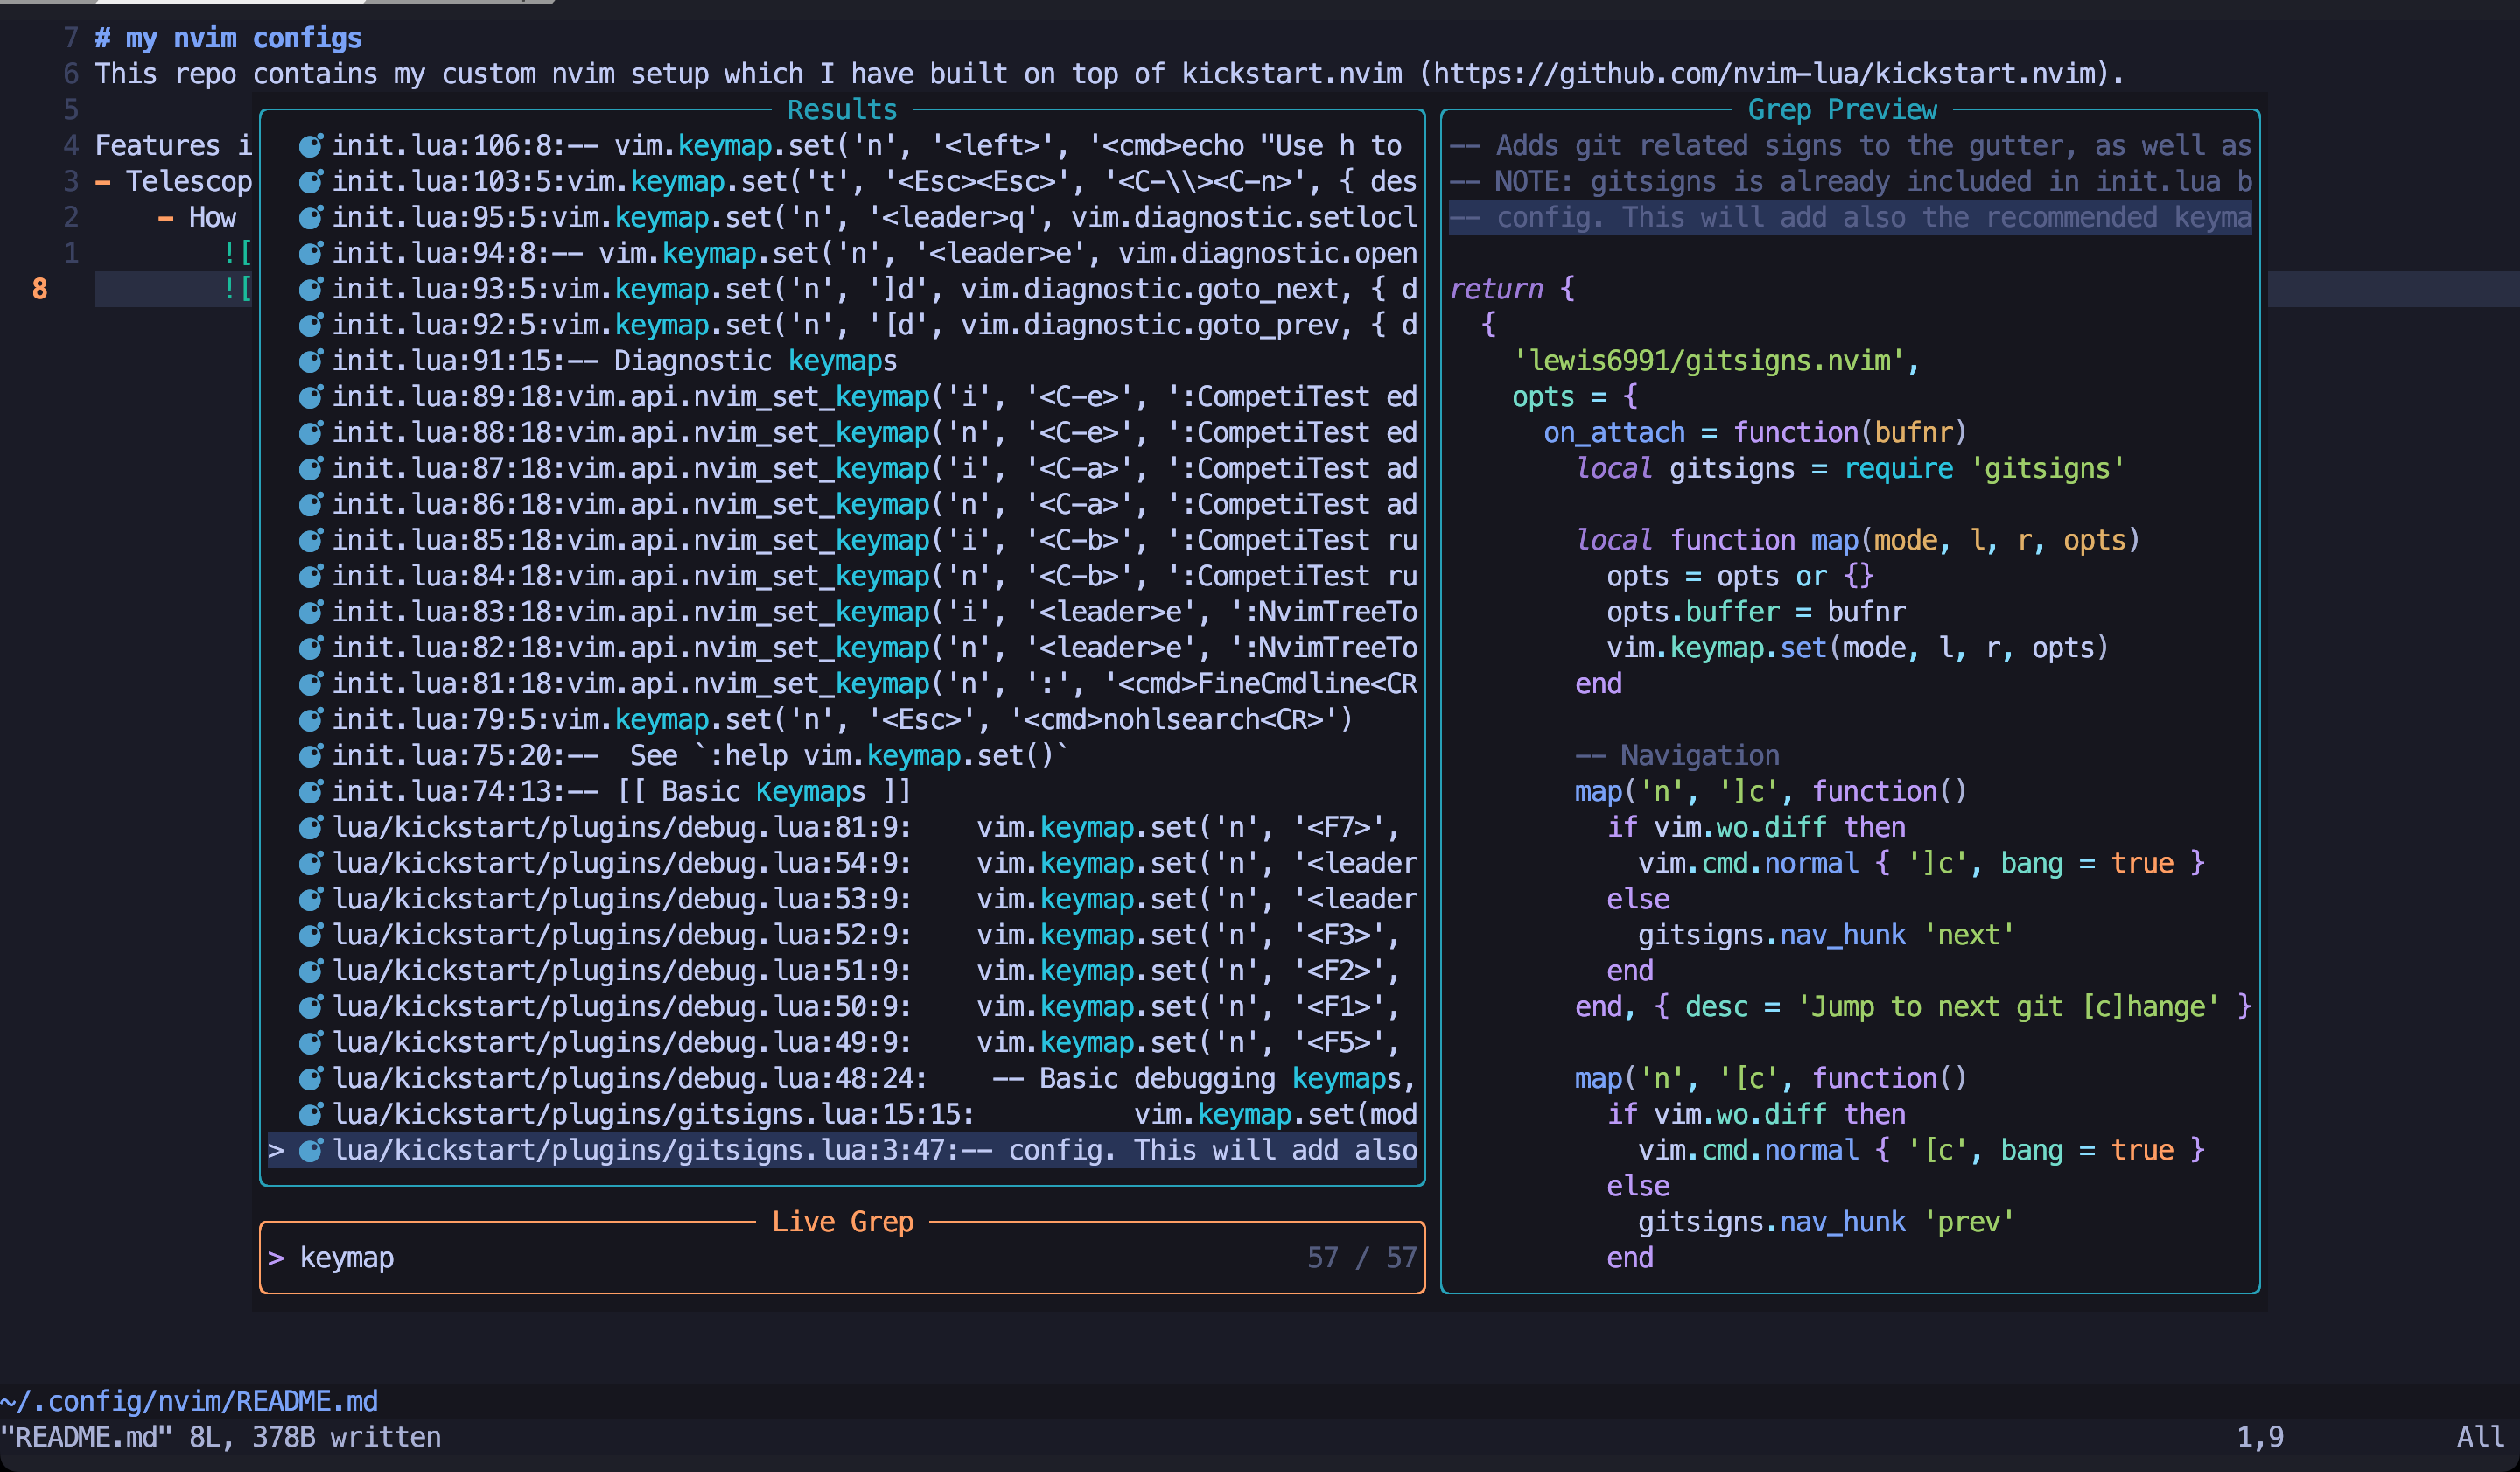 7 # my nvim configs
6 This repo contains my custom nvim setup which I have built on top of kickstart.nvim (https://github.com/nvim-lua/kickstart.nvim).
5
4 Features i
3 - Telescop
2 - How
1 ![
8 ![
Results
init.lua:106:8:-- vim.keymap.set('n', '<left>', '<cmd>echo "Use h to
init.lua:103:5:vim.keymap.set('t', '<Esc><Esc>', '<C-\\><C-n>', { des
init.lua:95:5:vim.keymap.set('n', '<leader>q', vim.diagnostic.setlocl
init.lua:94:8:-- vim.keymap.set('n', '<leader>e', vim.diagnostic.open
init.lua:93:5:vim.keymap.set('n', ']d', vim.diagnostic.goto_next, { d
init.lua:92:5:vim.keymap.set('n', '[d', vim.diagnostic.goto_prev, { d
init.lua:91:15:-- Diagnostic keymaps
init.lua:89:18:vim.api.nvim_set_keymap('i', '<C-e>', ':CompetiTest ed
init.lua:88:18:vim.api.nvim_set_keymap('n', '<C-e>', ':CompetiTest ed
init.lua:87:18:vim.api.nvim_set_keymap('i', '<C-a>', ':CompetiTest ad
init.lua:86:18:vim.api.nvim_set_keymap('n', '<C-a>', ':CompetiTest ad
init.lua:85:18:vim.api.nvim_set_keymap('i', '<C-b>', ':CompetiTest ru
init.lua:84:18:vim.api.nvim_set_keymap('n', '<C-b>', ':CompetiTest ru
init.lua:83:18:vim.api.nvim_set_keymap('i', '<leader>e', ':NvimTreeTo
init.lua:82:18:vim.api.nvim_set_keymap('n', '<leader>e', ':NvimTreeTo
init.lua:81:18:vim.api.nvim_set_keymap('n', ':', '<cmd>FineCmdline<CR
init.lua:79:5:vim.keymap.set('n', '<Esc>', '<cmd>nohlsearch<CR>')
init.lua:75:20:--  See `:help vim.keymap.set()`
init.lua:74:13:-- [[ Basic Keymaps ]]
lua/kickstart/plugins/debug.lua:81:9:    vim.keymap.set('n', '<F7>',
lua/kickstart/plugins/debug.lua:54:9:    vim.keymap.set('n', '<leader
lua/kickstart/plugins/debug.lua:53:9:    vim.keymap.set('n', '<leader
lua/kickstart/plugins/debug.lua:52:9:    vim.keymap.set('n', '<F3>',
lua/kickstart/plugins/debug.lua:51:9:    vim.keymap.set('n', '<F2>',
lua/kickstart/plugins/debug.lua:50:9:    vim.keymap.set('n', '<F1>',
lua/kickstart/plugins/debug.lua:49:9:    vim.keymap.set('n', '<F5>',
lua/kickstart/plugins/debug.lua:48:24:    -- Basic debugging keymaps,
lua/kickstart/plugins/gitsigns.lua:15:15:          vim.keymap.set(mod
> lua/kickstart/plugins/gitsigns.lua:3:47:-- config. This will add also
Live Grep
> keymap 57 / 57
Grep Preview
-- Adds git related signs to the gutter, as well as
-- NOTE: gitsigns is already included in init.lua b
-- config. This will add also the recommended keyma
return {
  {
    'lewis6991/gitsigns.nvim',
    opts = {
      on_attach = function(bufnr)
        local gitsigns = require 'gitsigns'
        local function map(mode, l, r, opts)
          opts = opts or {}
          opts.buffer = bufnr
          vim.keymap.set(mode, l, r, opts)
        end
        -- Navigation
        map('n', ']c', function()
          if vim.wo.diff then
            vim.cmd.normal { ']c', bang = true }
          else
            gitsigns.nav_hunk 'next'
          end
        end, { desc = 'Jump to next git [c]hange' }
        map('n', '[c', function()
          if vim.wo.diff then
            vim.cmd.normal { '[c', bang = true }
          else
            gitsigns.nav_hunk 'prev'
          end
~/.config/nvim/README.md
"README.md" 8L, 378B written 1,9 All